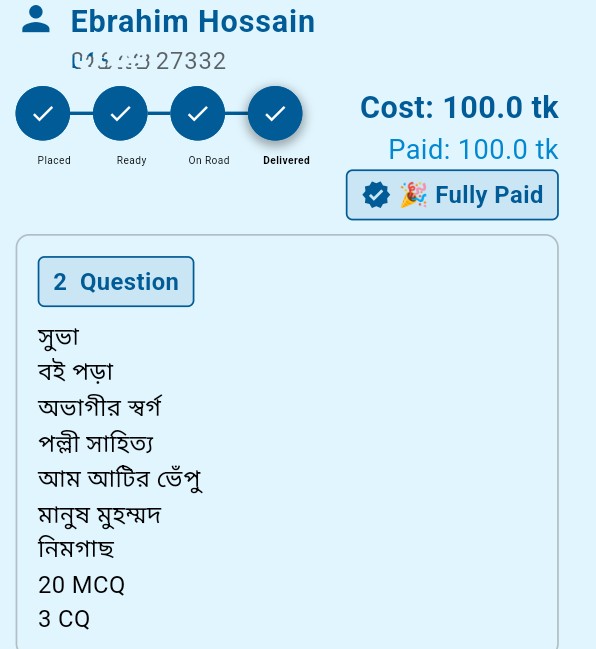 Ebrahim Hossain
27332
Placed
Ready
On Road
Delivered
Cost: 100.0 tk
Paid: 100.0 tk
🎉 Fully Paid
2 Question
সুভা
বই পড়া
অভাগীর স্বর্গ
পল্লী সাহিত্য
আম আটির ভেঁপু
মানুষ মুহম্মদ
নিমগাছ
20 MCQ
3 CQ